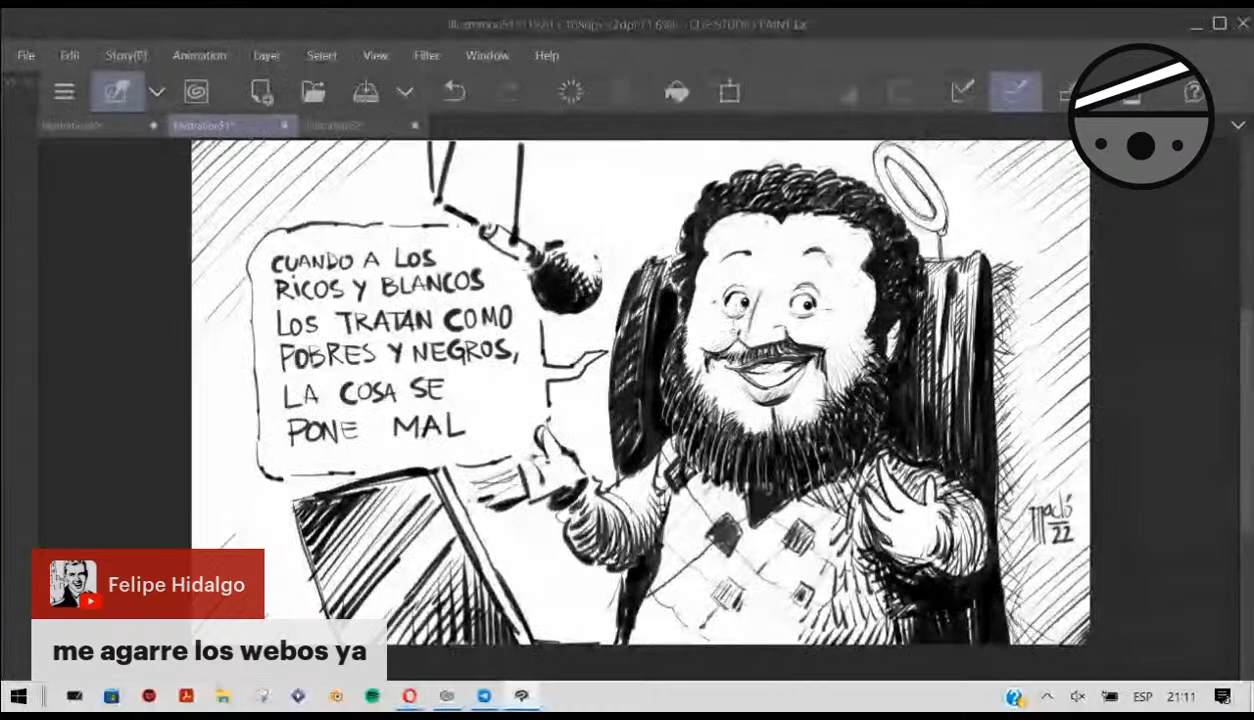 File Edit Story(F) Animation Layer Select View Filter Window Help
CUANDO A LOS
RICOS Y BLANCOS
LOS TRATAN COMO
POBRES Y NEGROS,
LA COSA SE
PONE MAL
22
Felipe Hidalgo
me agarre los webos ya
ESP 21:11